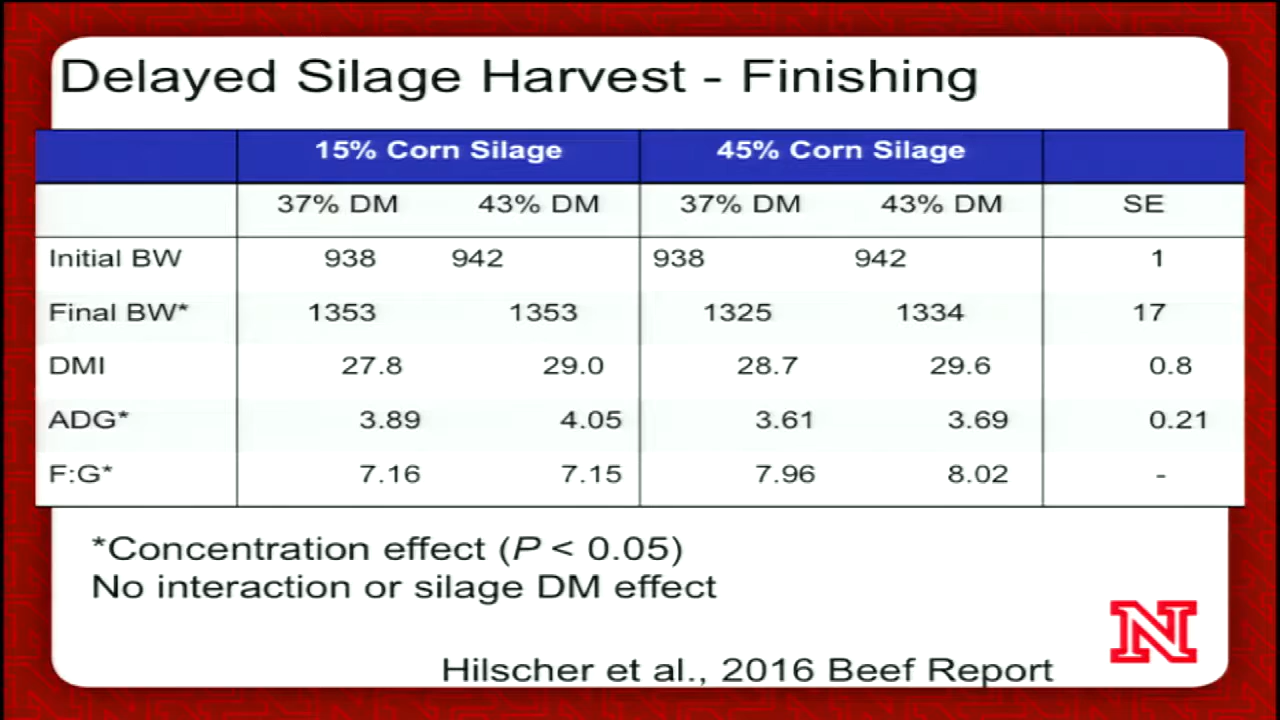 Delayed Silage Harvest - Finishing
15% Corn Silage 45% Corn Silage
37% DM 43% DM 37% DM 43% DM SE
Initial BW 938 942 938 942 1
Final BW* 1353 1353 1325 1334 17
DMI 27.8 29.0 28.7 29.6 0.8
ADG* 3.89 4.05 3.61 3.69 0.21
F:G* 7.16 7.15 7.96 8.02 -
*Concentration effect (P < 0.05)
No interaction or silage DM effect
N
Hilscher et al., 2016 Beef Report